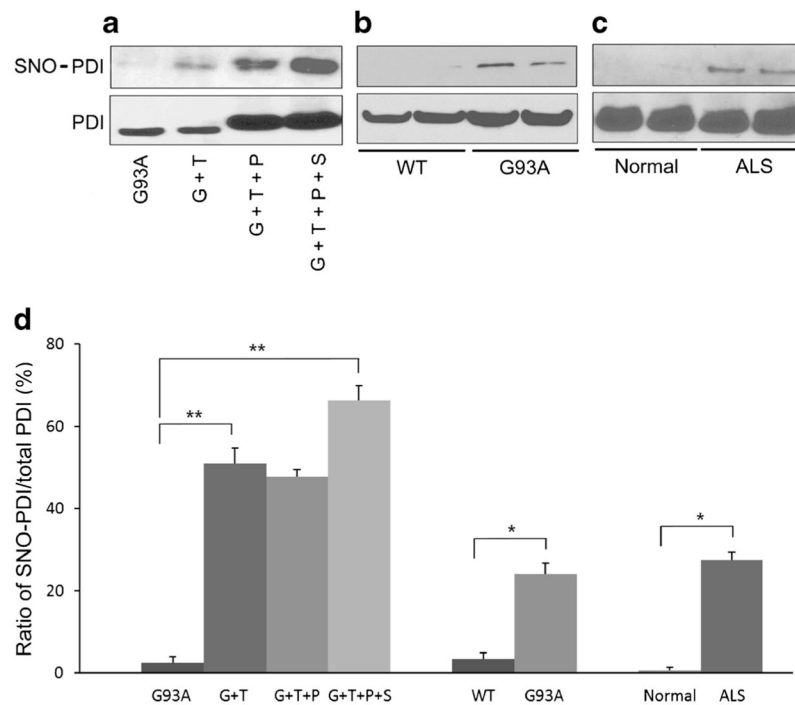 a b c
SNO-PDI
PDI
G93A G + T G + T + P G + T + P + S
WT G93A
Normal ALS
d
Ratio of SNO-PDI/total PDI (%)
80
60
40
20
0
** ** * *
G93A G+T G+T+P G+T+P+S WT G93A Normal ALS